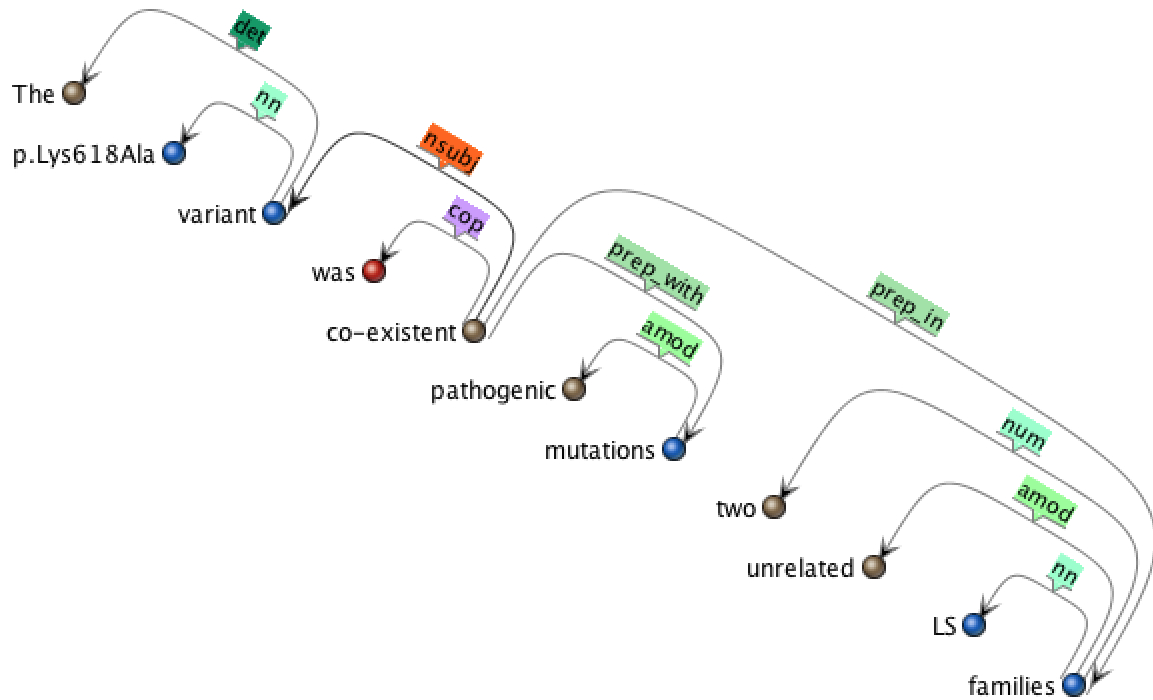 det
The
nn
p.Lys618Ala
nsubj
variant
cop
was
prep_with
prep_in
co-existent
amod
pathogenic
num
mutations
two
amod
unrelated
nn
LS
families